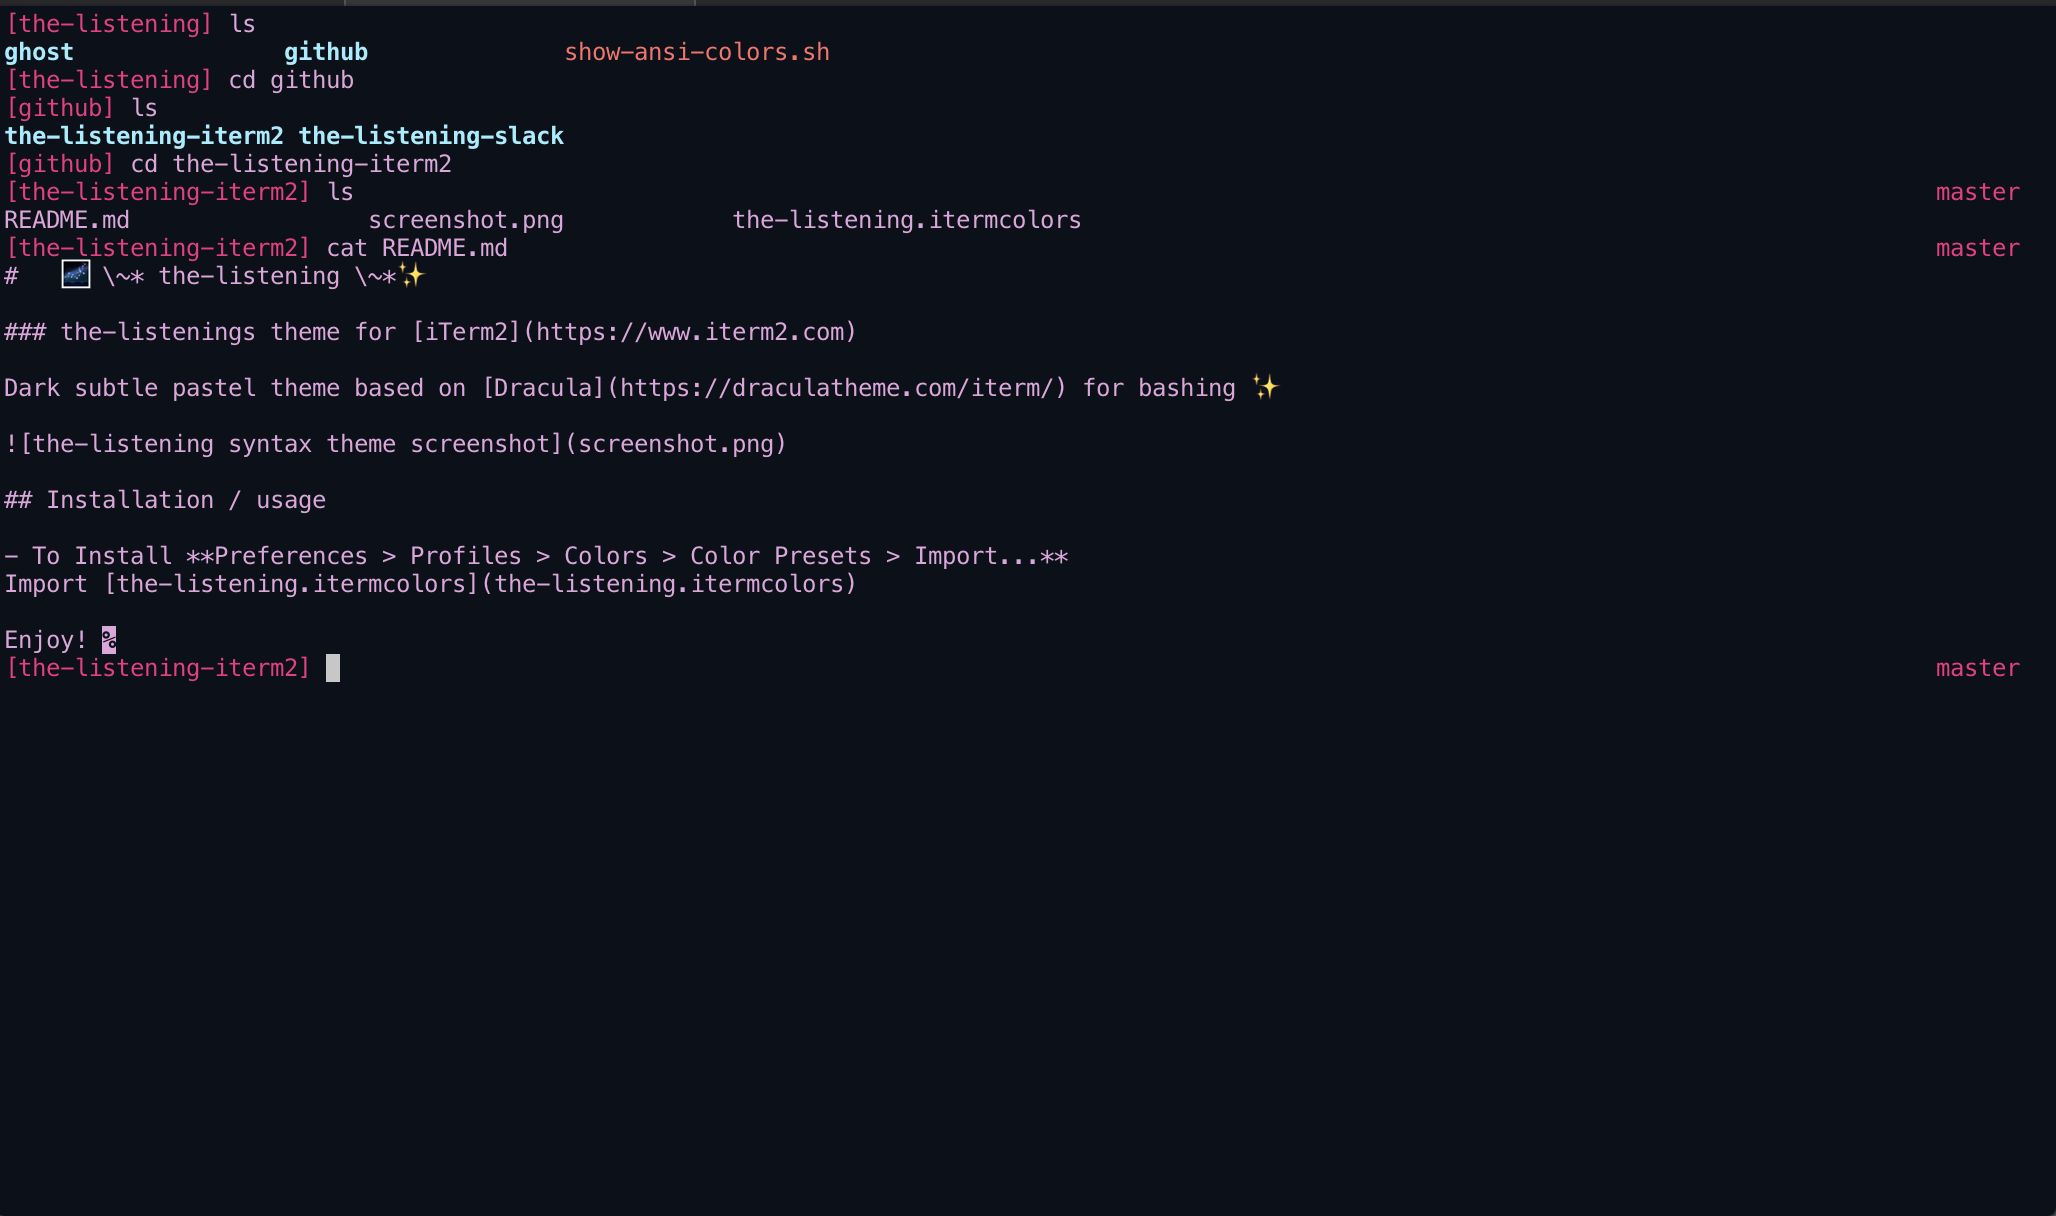 [the-listening] ls
ghost github show-ansi-colors.sh
[the-listening] cd github
[github] ls
the-listening-iterm2 the-listening-slack
[github] cd the-listening-iterm2
[the-listening-iterm2] ls master
README.md screenshot.png the-listening.itermcolors
[the-listening-iterm2] cat README.md master
# 🌌 \~* the-listening \~*✨
### the-listenings theme for [iTerm2](https://www.iterm2.com)
Dark subtle pastel theme based on [Dracula](https://draculatheme.com/iterm/) for bashing ✨
![the-listening syntax theme screenshot](screenshot.png)
## Installation / usage
- To Install **Preferences > Profiles > Colors > Color Presets > Import...**
Import [the-listening.itermcolors](the-listening.itermcolors)
Enjoy! %
[the-listening-iterm2] master